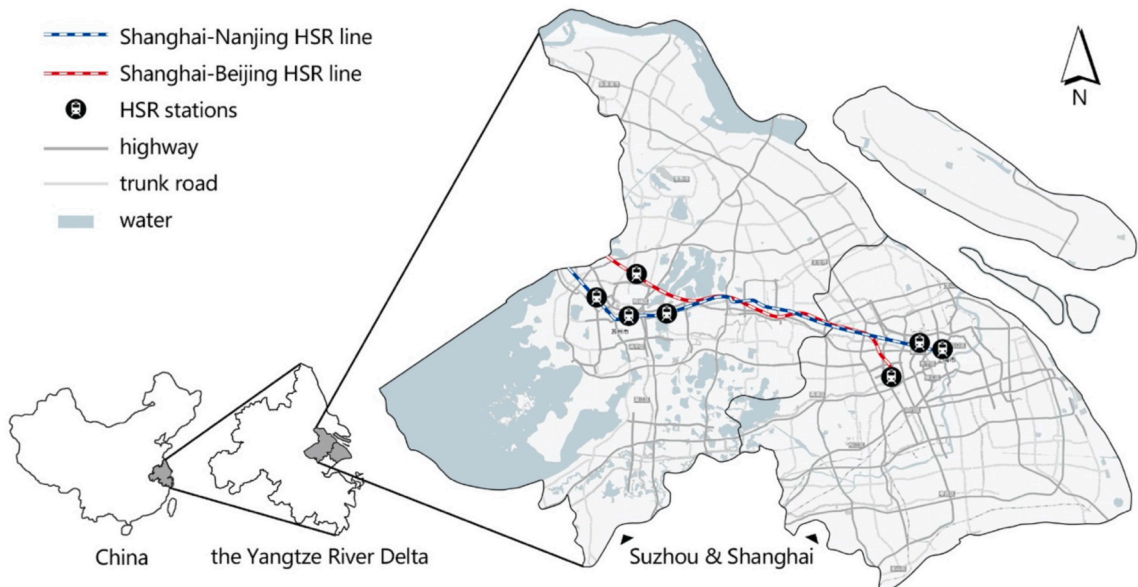 Shanghai-Nanjing HSR line
Shanghai-Beijing HSR line
HSR stations
highway
trunk road
water
N
China
the Yangtze River Delta
Suzhou & Shanghai